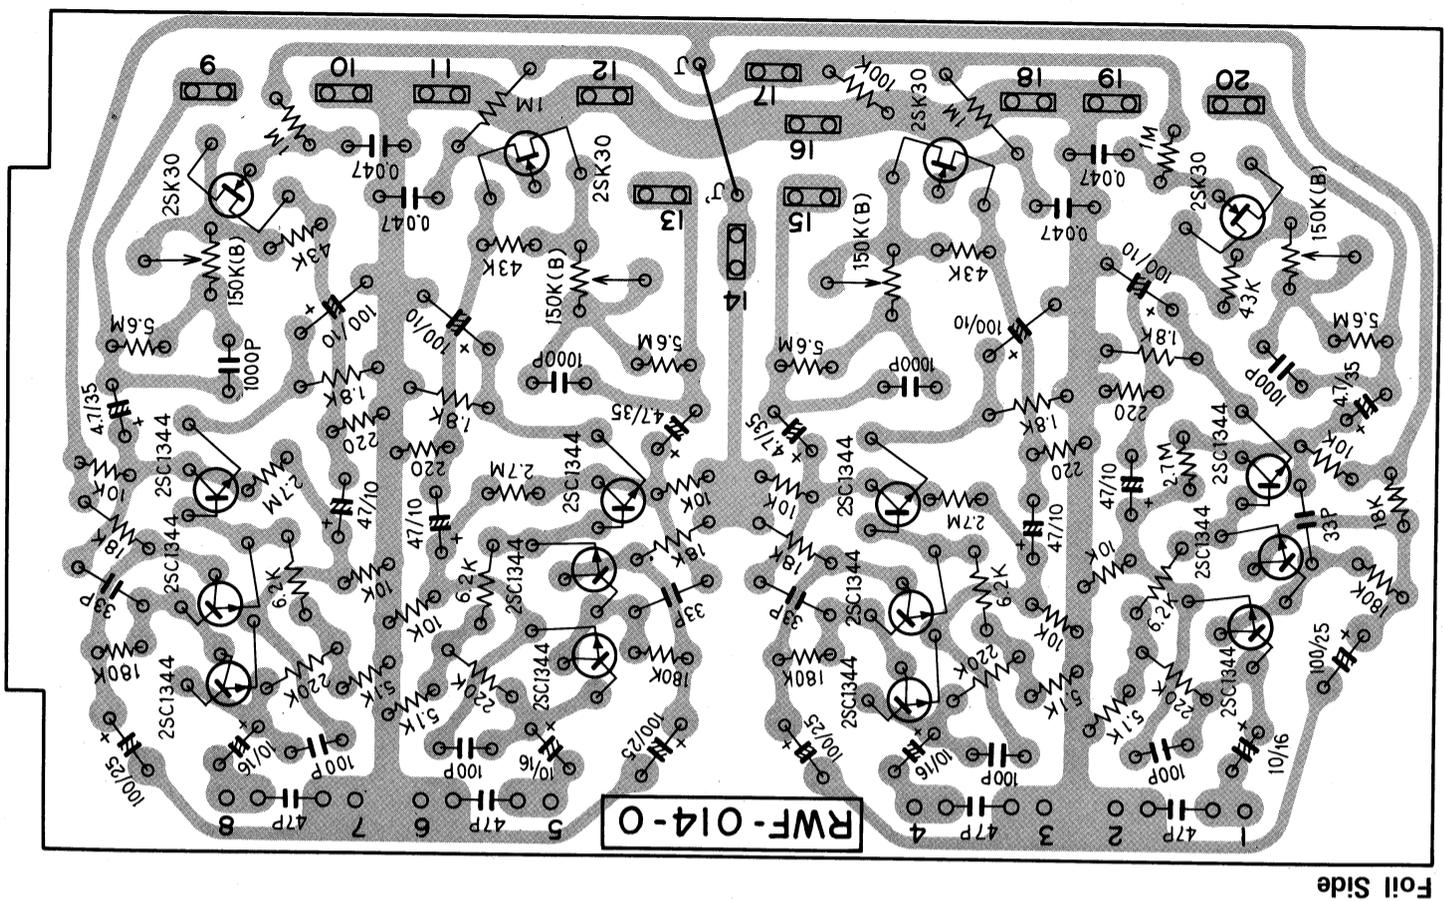 9
10
11
12
J
17
100K
2SK30
18
19
20
1M
1M
1M
1M
16
2SK30
0.047
2SK30
0.047
2SK30
0.047
13
J'
15
0.047
150K(B)
43K
43K
150K(B)
14
150K(B)
43K
100/10
43K
150K(B)
5.6M
100/10
100/10
5.6M
5.6M
100/10
1.8K
5.6M
1000P
1000P
1000P
1000P
4.7/35
1.8K
1.8K
4.7/35
4.7/35
1.8K
220
4.7/35
2SC1344
220
220
2SC1344
2SC1344
220
2.7M
2SC1344
10K
10K
2.7M
47/10
47/10
2.7M
10K
10K
2.7M
47/10
47/10
18K
18K
2SC1344
10K
6.2K
2SC1344
18K
18K
2SC1344
6.2K
10K
2SC1344
33P
33P
6.2K
10K
33P
33P
10K
6.2K
180K
180K
2SC1344
220K
5.1K
220K
2SC1344
180K
180K
2SC1344
220K
5.1K
220K
2SC1344
100/25
5.1K
5.1K
100/25
100/25
100/25
10/16
100P
100P
10/16
10/16
100P
100P
10/16
8
47P
7
6
47P
5
RWF-014-0
4
47P
3
2
47P
1
Foil Side